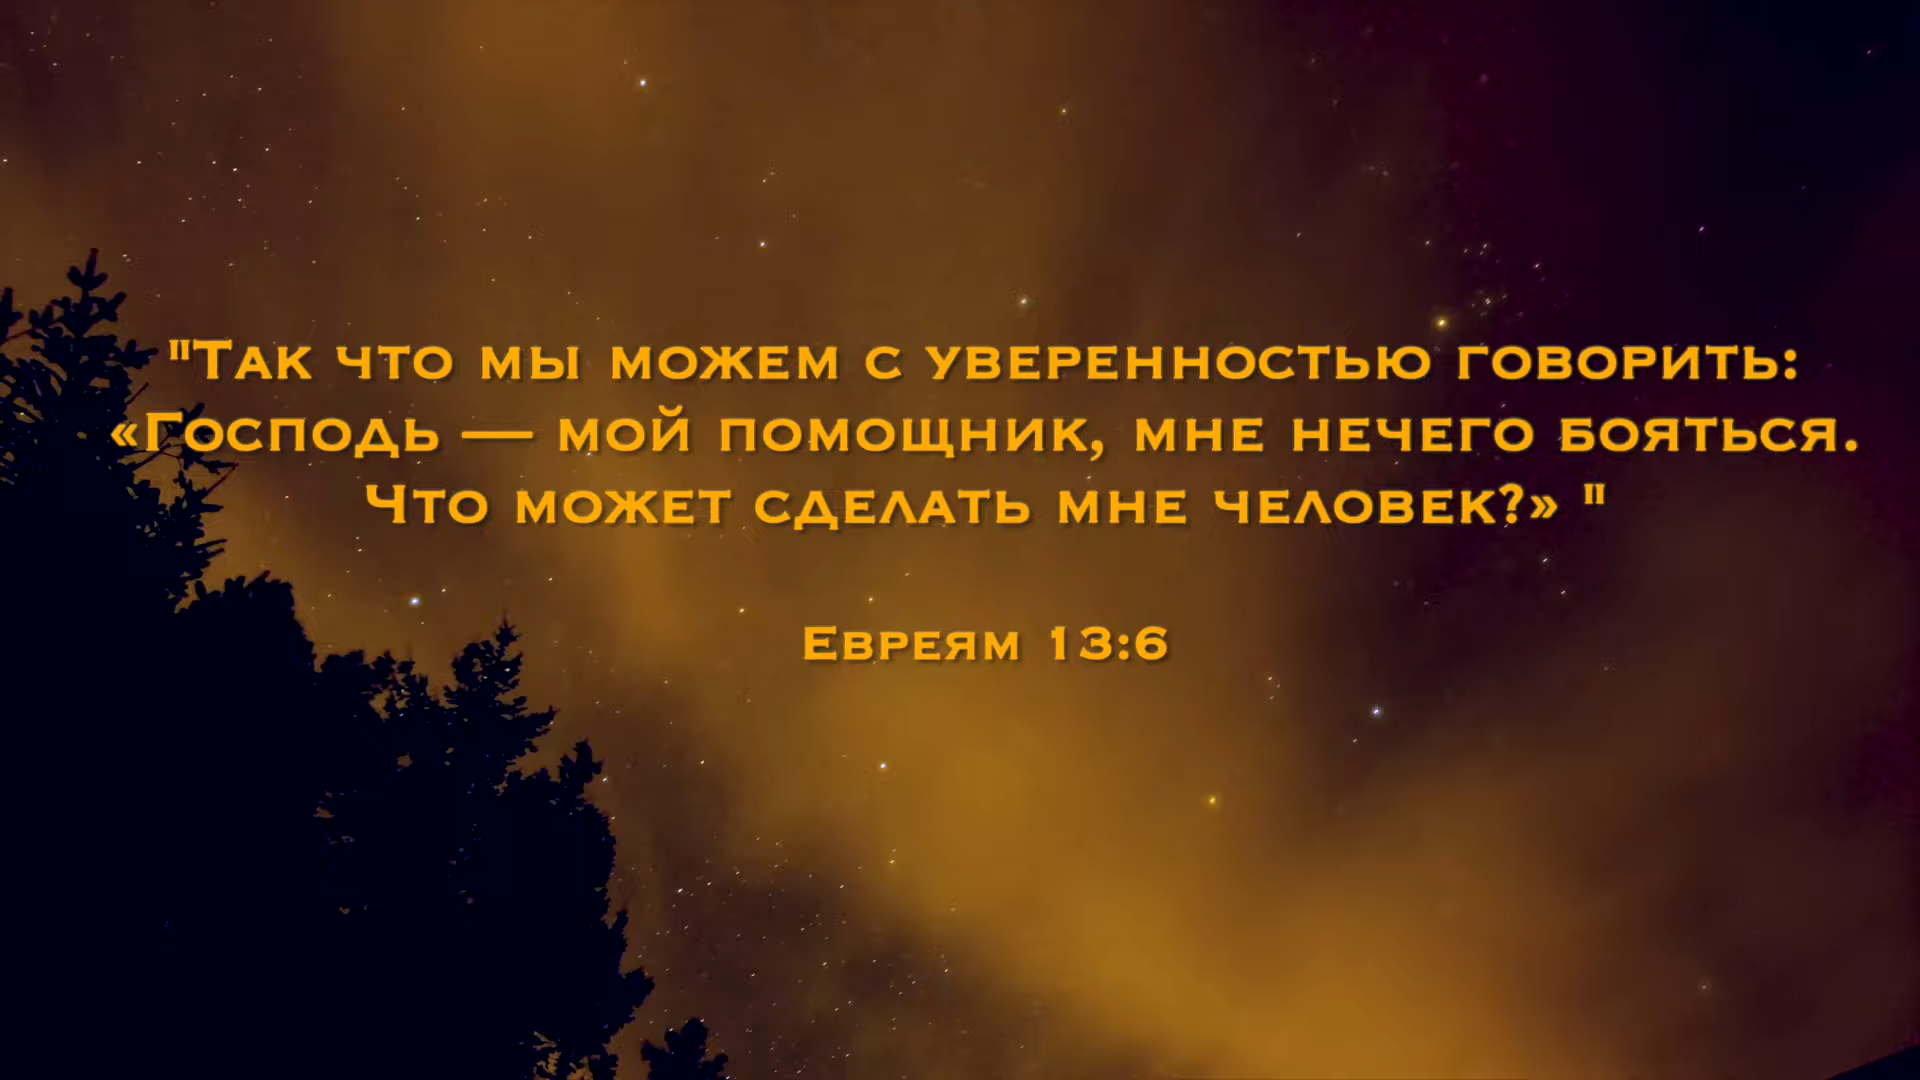 "Так что мы можем с уверенностью говорить:
«Господь — мой помощник, мне нечего бояться.
Что может сделать мне человек?» "
Евреям 13:6